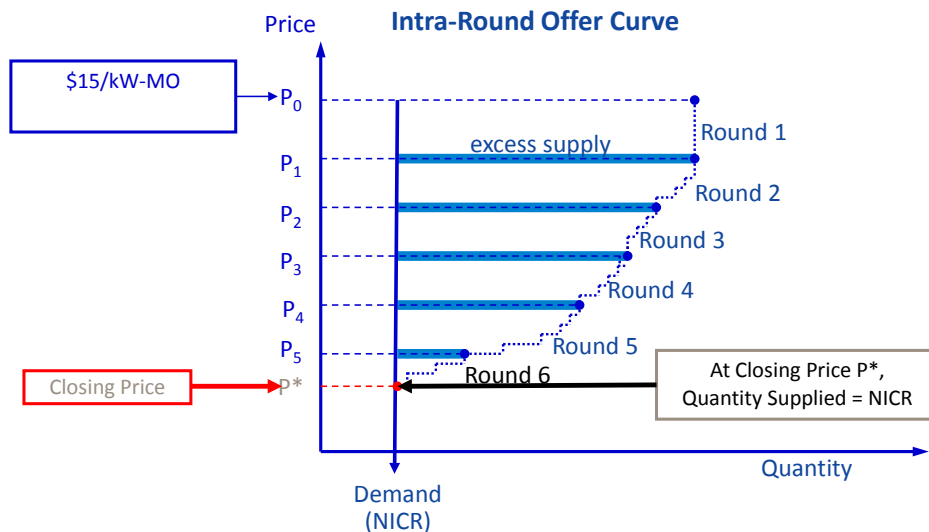 Intra-Round Offer Curve
Price
$15/kW-MO
P0
Round 1
excess supply
P1
Round 2
P2
Round 3
P3
Round 4
P4
Round 5
P5
Round 6
Closing Price
P*
At Closing Price P*,
Quantity Supplied = NICR
Quantity
Demand
(NICR)